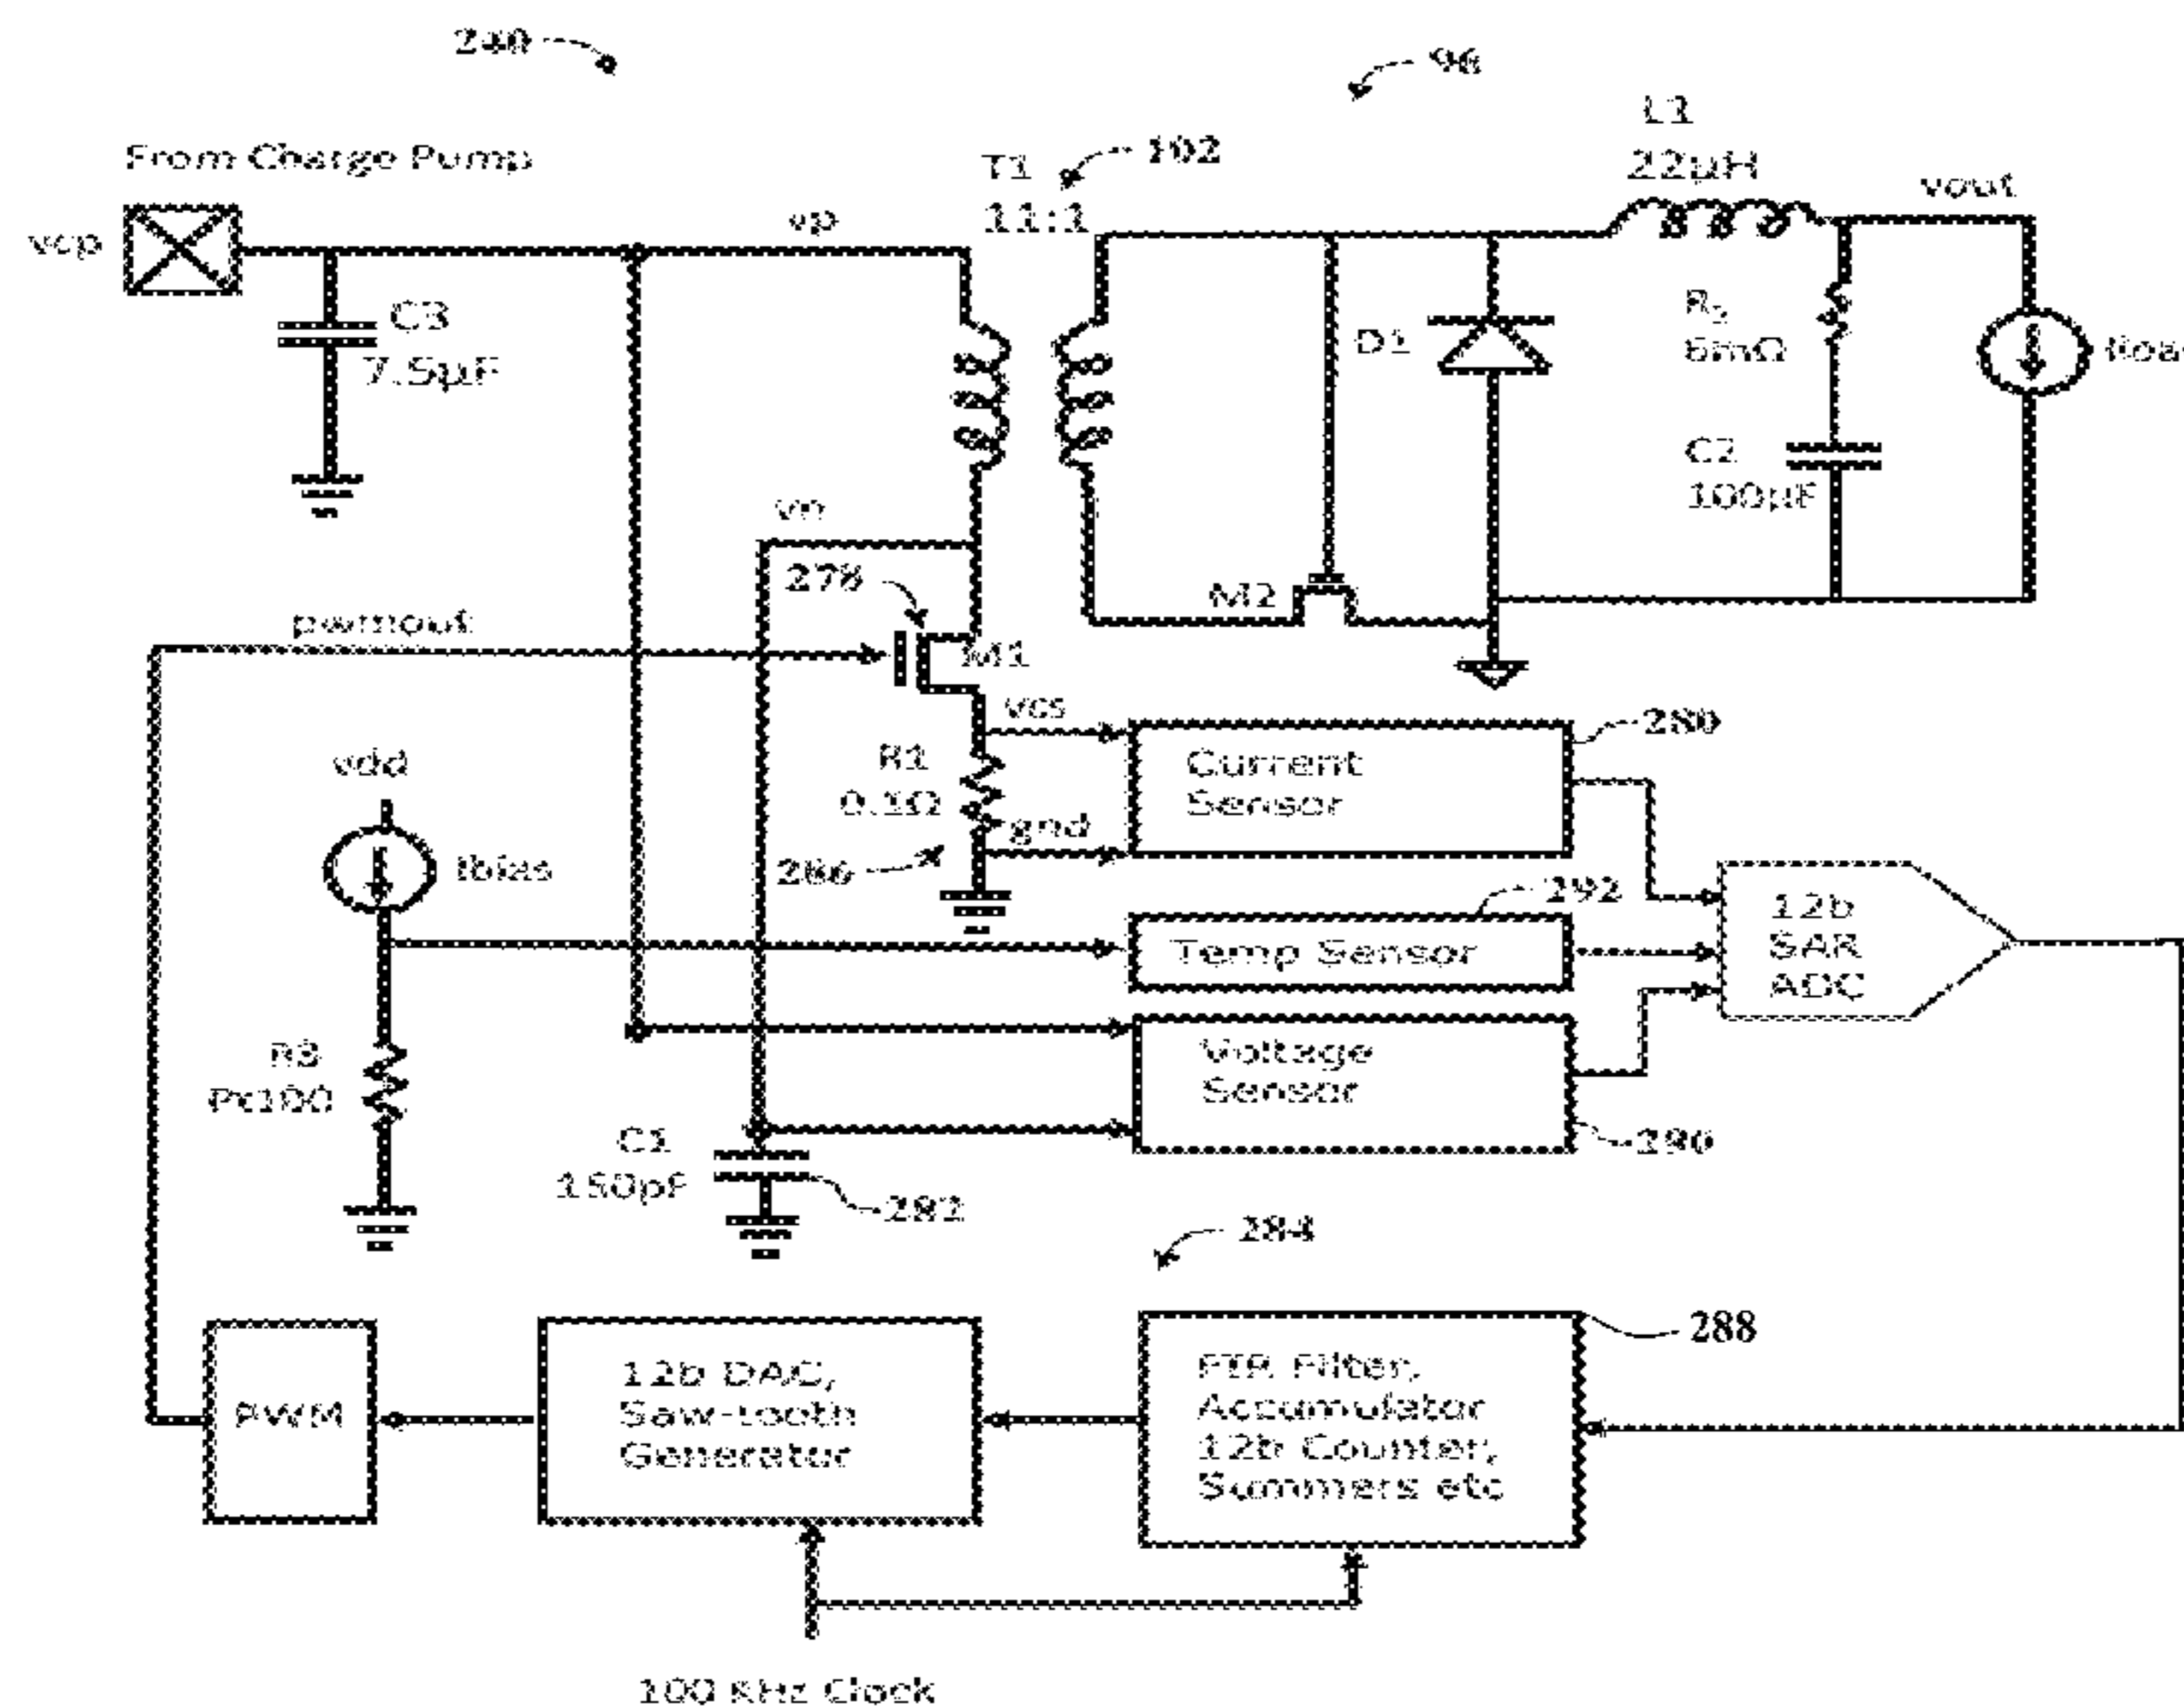 240
96
From Charge Pump
vcp
C3
7.5µF
vp
T1
11:1
102
L1
22µH
vout
D1
6mΩ
C2
100µF
vn
278
M1
M2
pwmout
vdd
Ibias
R1
0.1Ω
vcs
gnd
286
Current
Sensor
280
292
Temp Sensor
12b
SAR
ADC
Voltage
Sensor
290
R3
Pt100
C1
150pF
282
284
PWM
12b DAC,
Saw-tooth
Generator
FIR Filter,
Accumulator
12b Counter,
Summers etc
288
100 KHz Clock